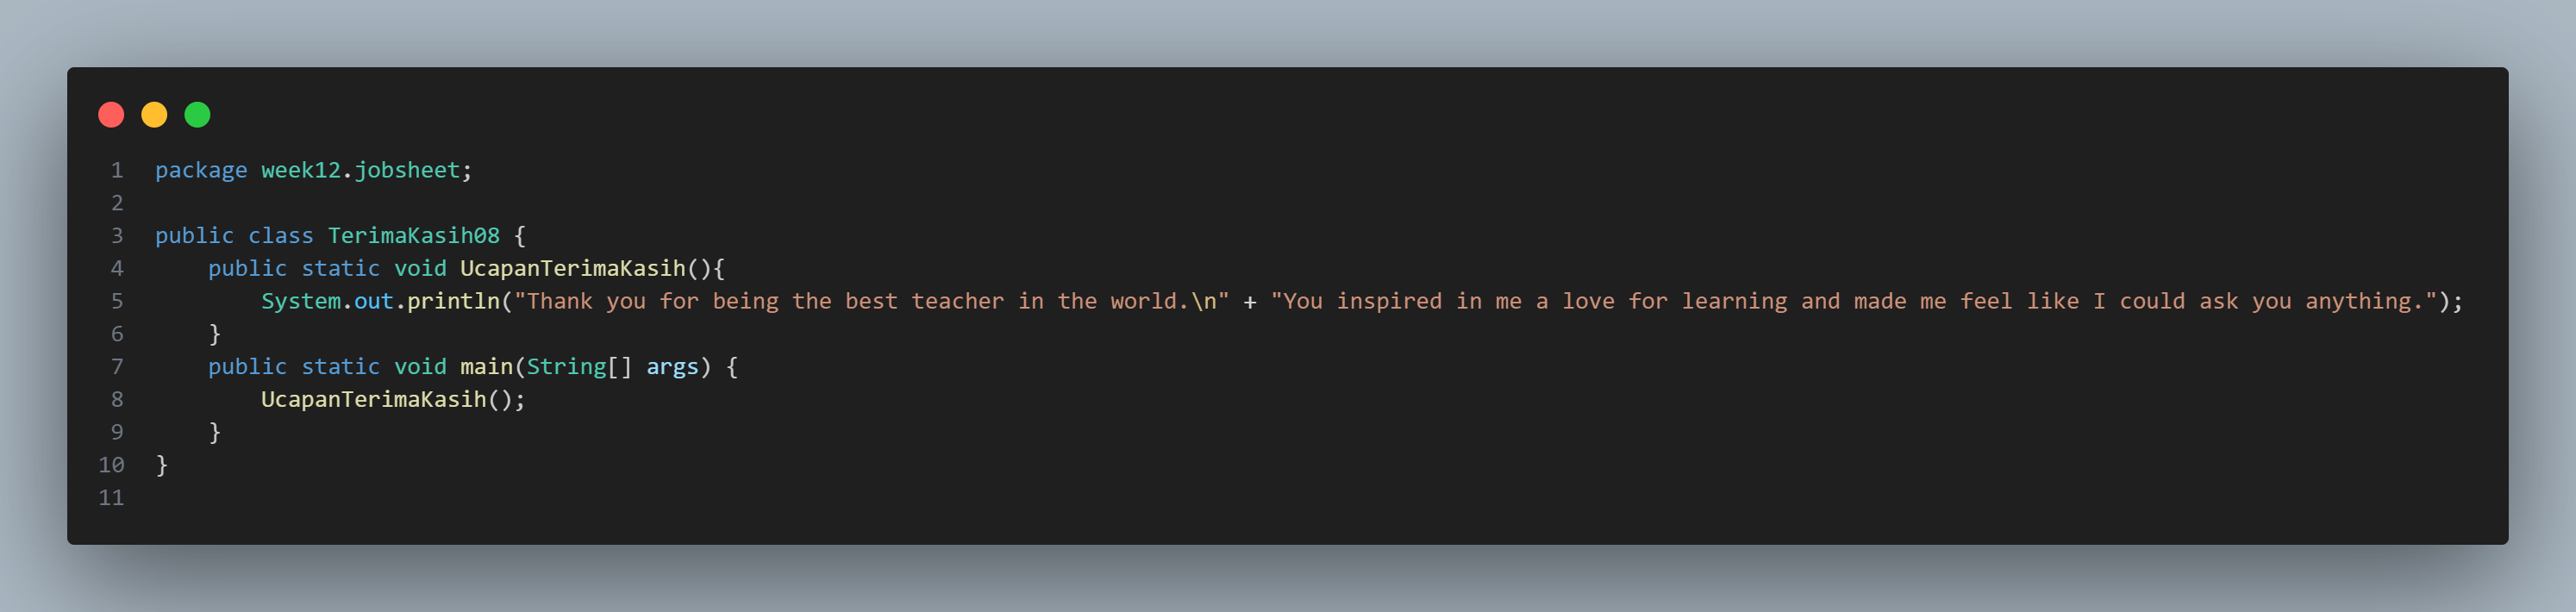 1 package week12.jobsheet;
2
3 public class TerimaKasih08 {
4     public static void UcapanTerimaKasih(){
5         System.out.println("Thank you for being the best teacher in the world.\n" + "You inspired in me a love for learning and made me feel like I could ask you anything.");
6     }
7     public static void main(String[] args) {
8         UcapanTerimaKasih();
9     }
10 }
11